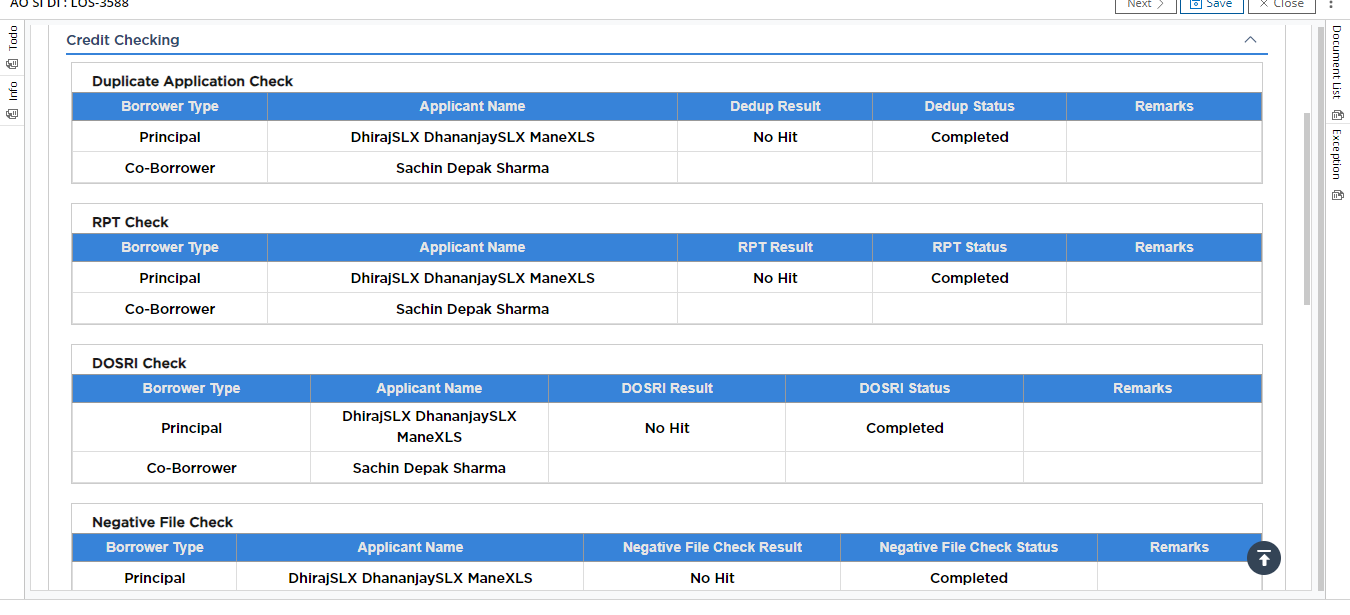 AO SI DI : LOS-3588
Next
Save
Close
Todo
Info
Document List
Exception
Credit Checking
Duplicate Application Check
Borrower Type Applicant Name Dedup Result Dedup Status Remarks
Principal DhirajSLX DhananjaySLX ManeXLS No Hit Completed
Co-Borrower Sachin Depak Sharma
RPT Check
Borrower Type Applicant Name RPT Result RPT Status Remarks
Principal DhirajSLX DhananjaySLX ManeXLS No Hit Completed
Co-Borrower Sachin Depak Sharma
DOSRI Check
Borrower Type Applicant Name DOSRI Result DOSRI Status Remarks
Principal DhirajSLX DhananjaySLX ManeXLS No Hit Completed
Co-Borrower Sachin Depak Sharma
Negative File Check
Borrower Type Applicant Name Negative File Check Result Negative File Check Status Remarks
Principal DhirajSLX DhananjaySLX ManeXLS No Hit Completed